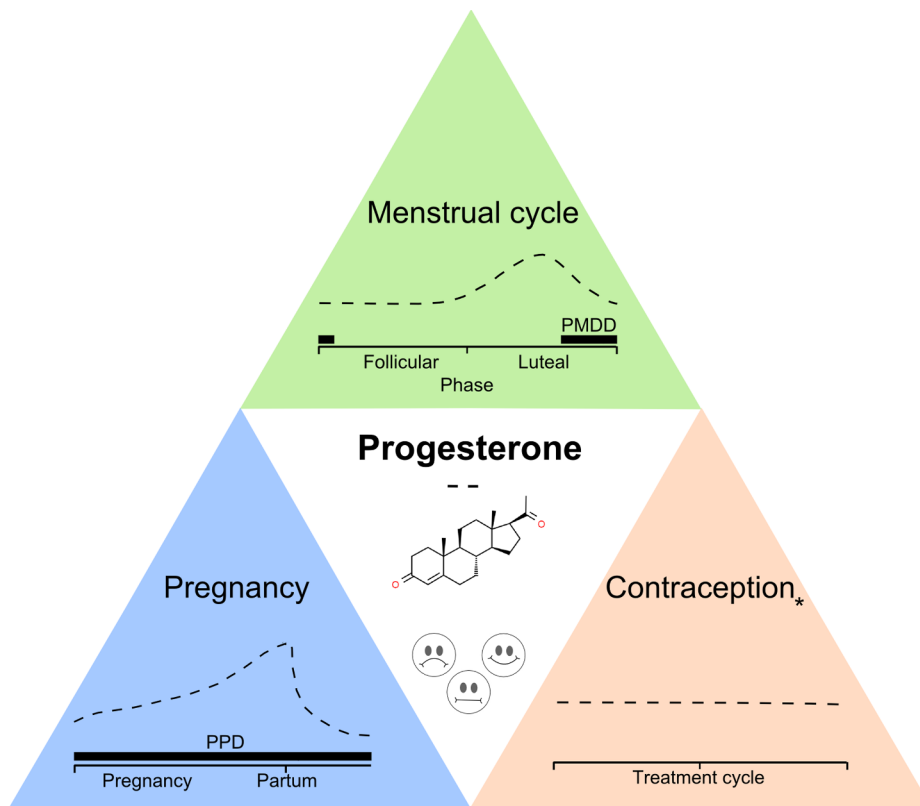 Menstrual cycle
PMDD
Follicular Luteal
Phase
Progesterone
O
O
Pregnancy
PPD
Pregnancy Partum
Contraception*
Treatment cycle